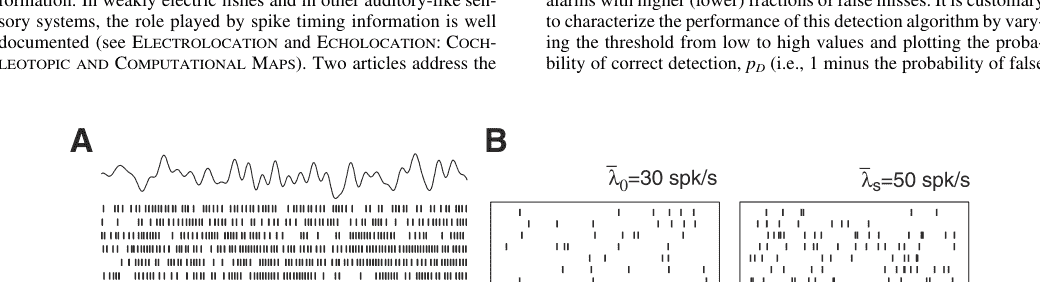 formation. In weakly electric fishes and in other auditory-like sen-
sory systems, the role played by spike timing information is well
documented (see ELECTROLOCATION and ECHOLOCATION: COCH-
LEOTOPIC AND COMPUTATIONAL MAPS). Two articles address the
alarms with higher (lower) fractions of false misses. It is customary
to characterize the performance of this detection algorithm by vary-
ing the threshold from low to high values and plotting the proba-
bility of correct detection, p_D (i.e., 1 minus the probability of false
A
B
λ̅₀=30 spk/s
λ̅ₛ=50 spk/s